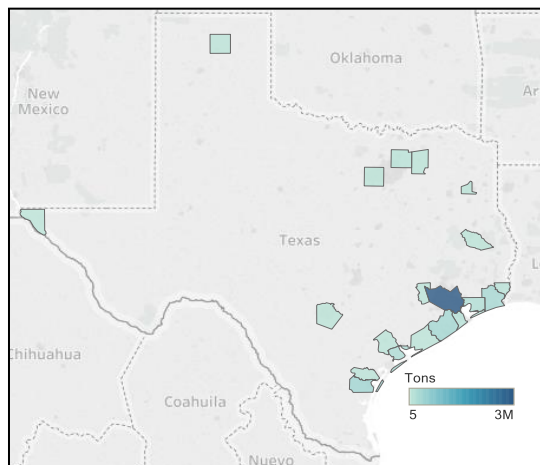 Oklahoma
New
Mexico
Ar
Texas
L
Chihuahua
Coahuila
Nuevo
Tons
5 3M